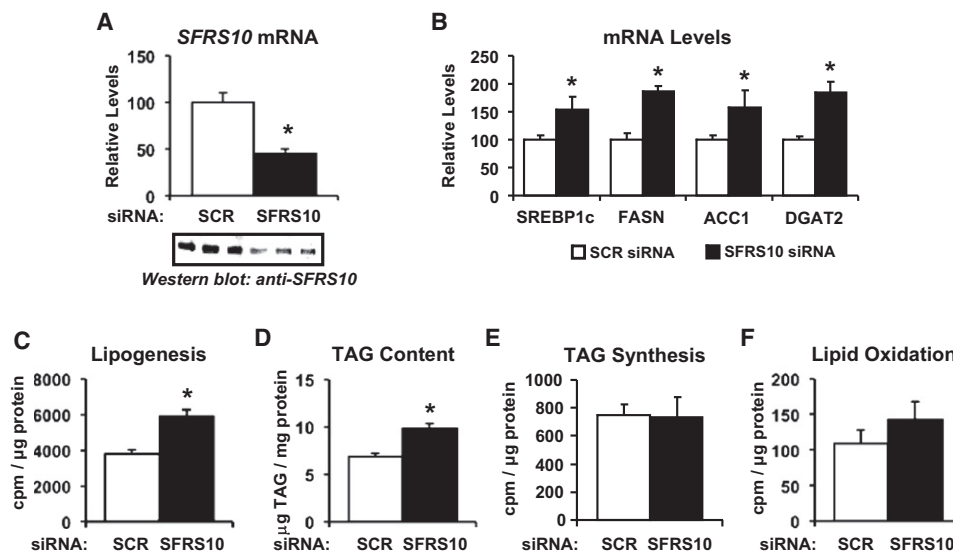 A
SFRS10 mRNA
Relative Levels
150
100
50
0
*
siRNA: SCR SFRS10
Western blot: anti-SFRS10
B
mRNA Levels
Relative Levels
250
200
150
100
50
0
* * * *
SREBP1c FASN ACC1 DGAT2
SCR siRNA SFRS10 siRNA
C
Lipogenesis
cpm / µg protein
8000
6000
4000
2000
0
*
siRNA: SCR SFRS10
D
TAG Content
µg TAG / mg protein
15
10
5
0
*
siRNA: SCR SFRS10
E
TAG Synthesis
cpm / µg protein
1000
800
600
400
200
0
siRNA: SCR SFRS10
F
Lipid Oxidation
cpm / µg protein
200
150
100
50
0
siRNA: SCR SFRS10